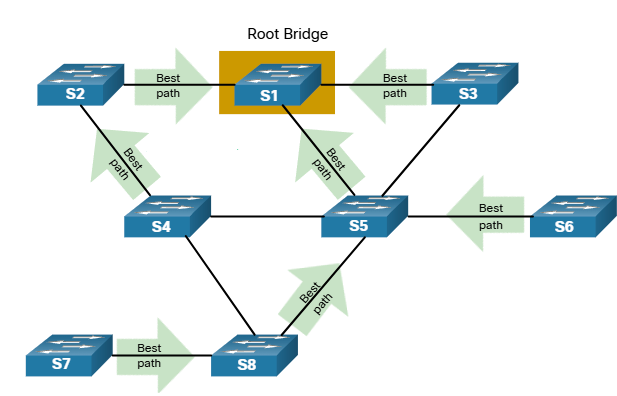 Root Bridge
S2
Best
path
S1
Best
path
S3
Best
path
Best
path
S4
S5
Best
path
S6
Best
path
S7
Best
path
S8